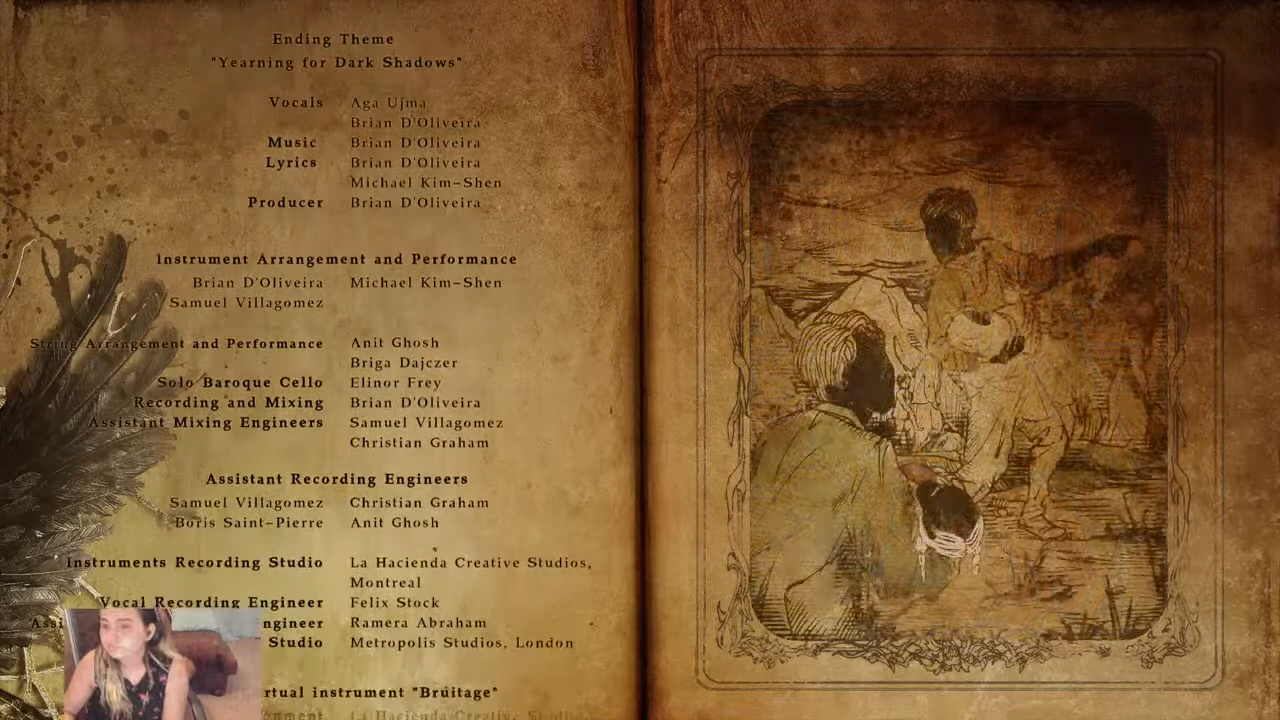 Ending Theme
"Yearning for Dark Shadows"
Vocals Aga Ujma
Brian D'Oliveira
Music Brian D'Oliveira
Lyrics Brian D'Oliveira
Michael Kim-Shen
Producer Brian D'Oliveira
Instrument Arrangement and Performance
Brian D'Oliveira Michael Kim-Shen
Samuel Villagomez
String Arrangement and Performance Anit Ghosh
Briga Dajczer
Solo Baroque Cello Elinor Frey
Recording and Mixing Brian D'Oliveira
Assistant Mixing Engineers Samuel Villagomez
Christian Graham
Assistant Recording Engineers
Samuel Villagomez Christian Graham
Boris Saint-Pierre Anit Ghosh
Instruments Recording Studio La Hacienda Creative Studios,
Montreal
Vocal Recording Engineer Felix Stock
Ramera Abraham
Studio Metropolis Studios, London
instrument "Brüitage"
La Hacienda Creative